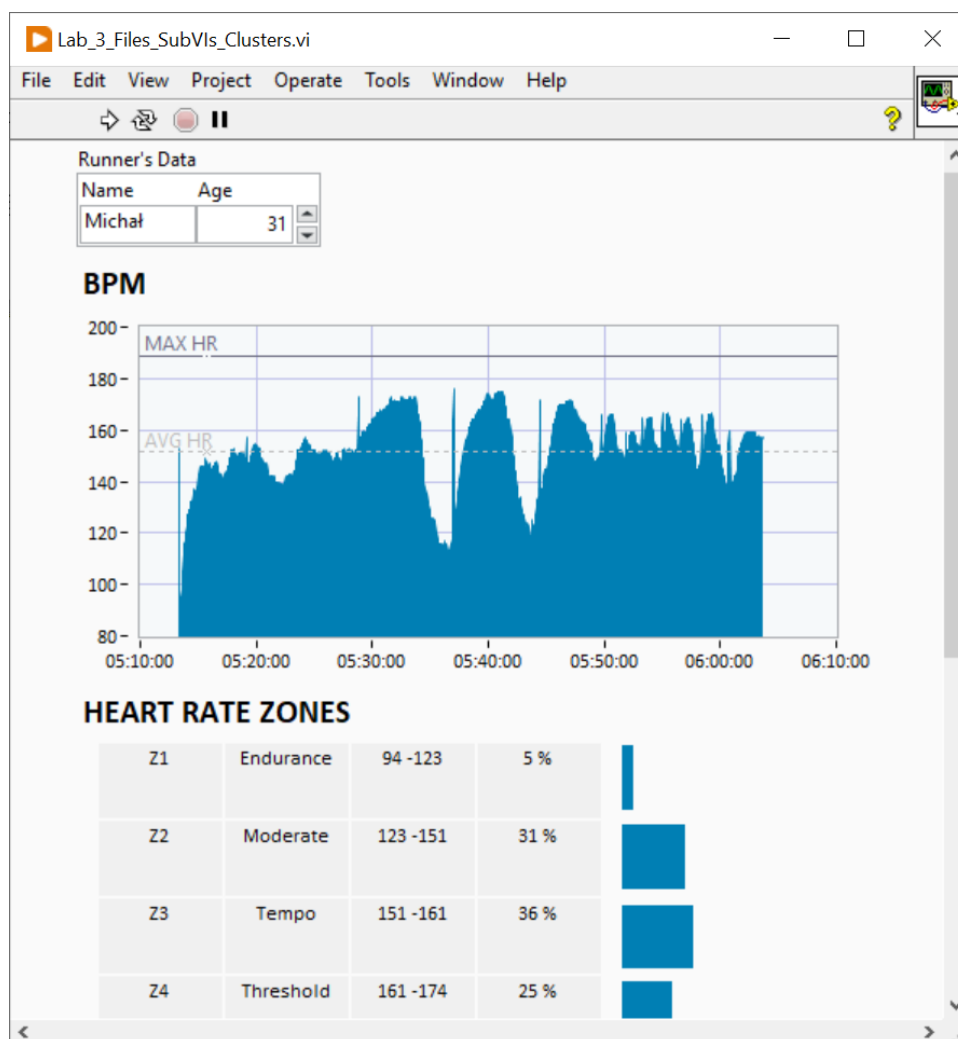 Lab_3_Files_SubVIs_Clusters.vi
File Edit View Project Operate Tools Window Help
Runner's Data
Name Age
Michał 31
BPM
200
MAX HR
180
160
AVG HR
140
120
100
80
05:10:00 05:20:00 05:30:00 05:40:00 05:50:00 06:00:00 06:10:00
HEART RATE ZONES
Z1 Endurance 94 -123 5 %
Z2 Moderate 123 -151 31 %
Z3 Tempo 151 -161 36 %
Z4 Threshold 161 -174 25 %